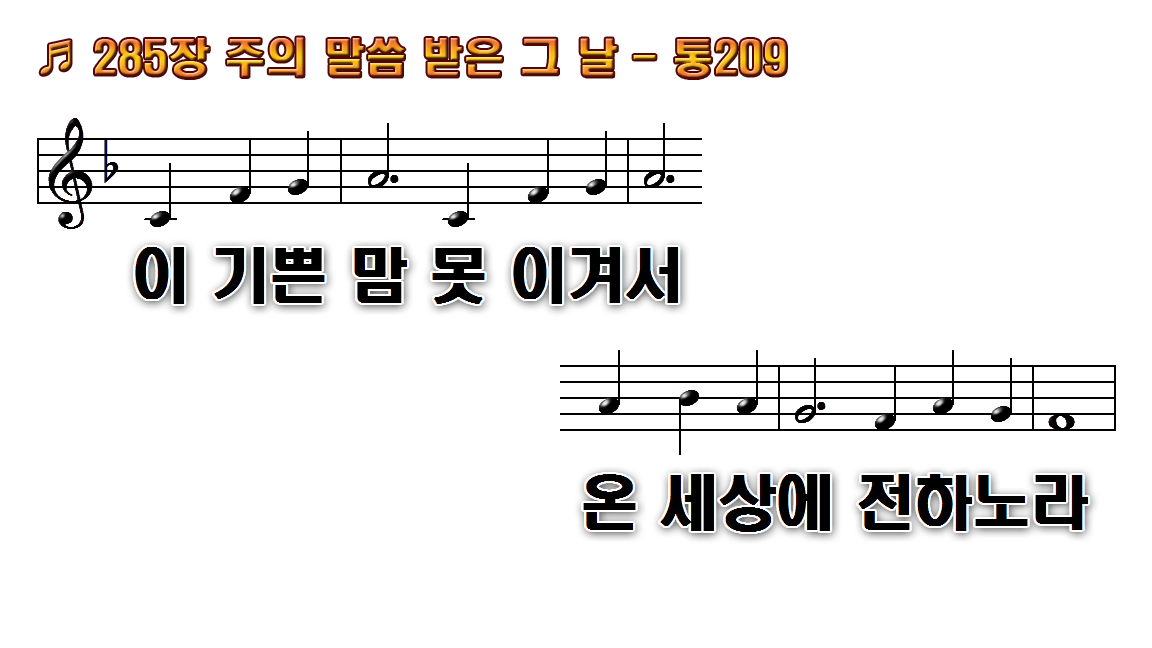 ♬ 285장 주의 말씀 받은 그 날 - 통209
이 기쁜 맘 못 이겨서
온 세상에 전하노라